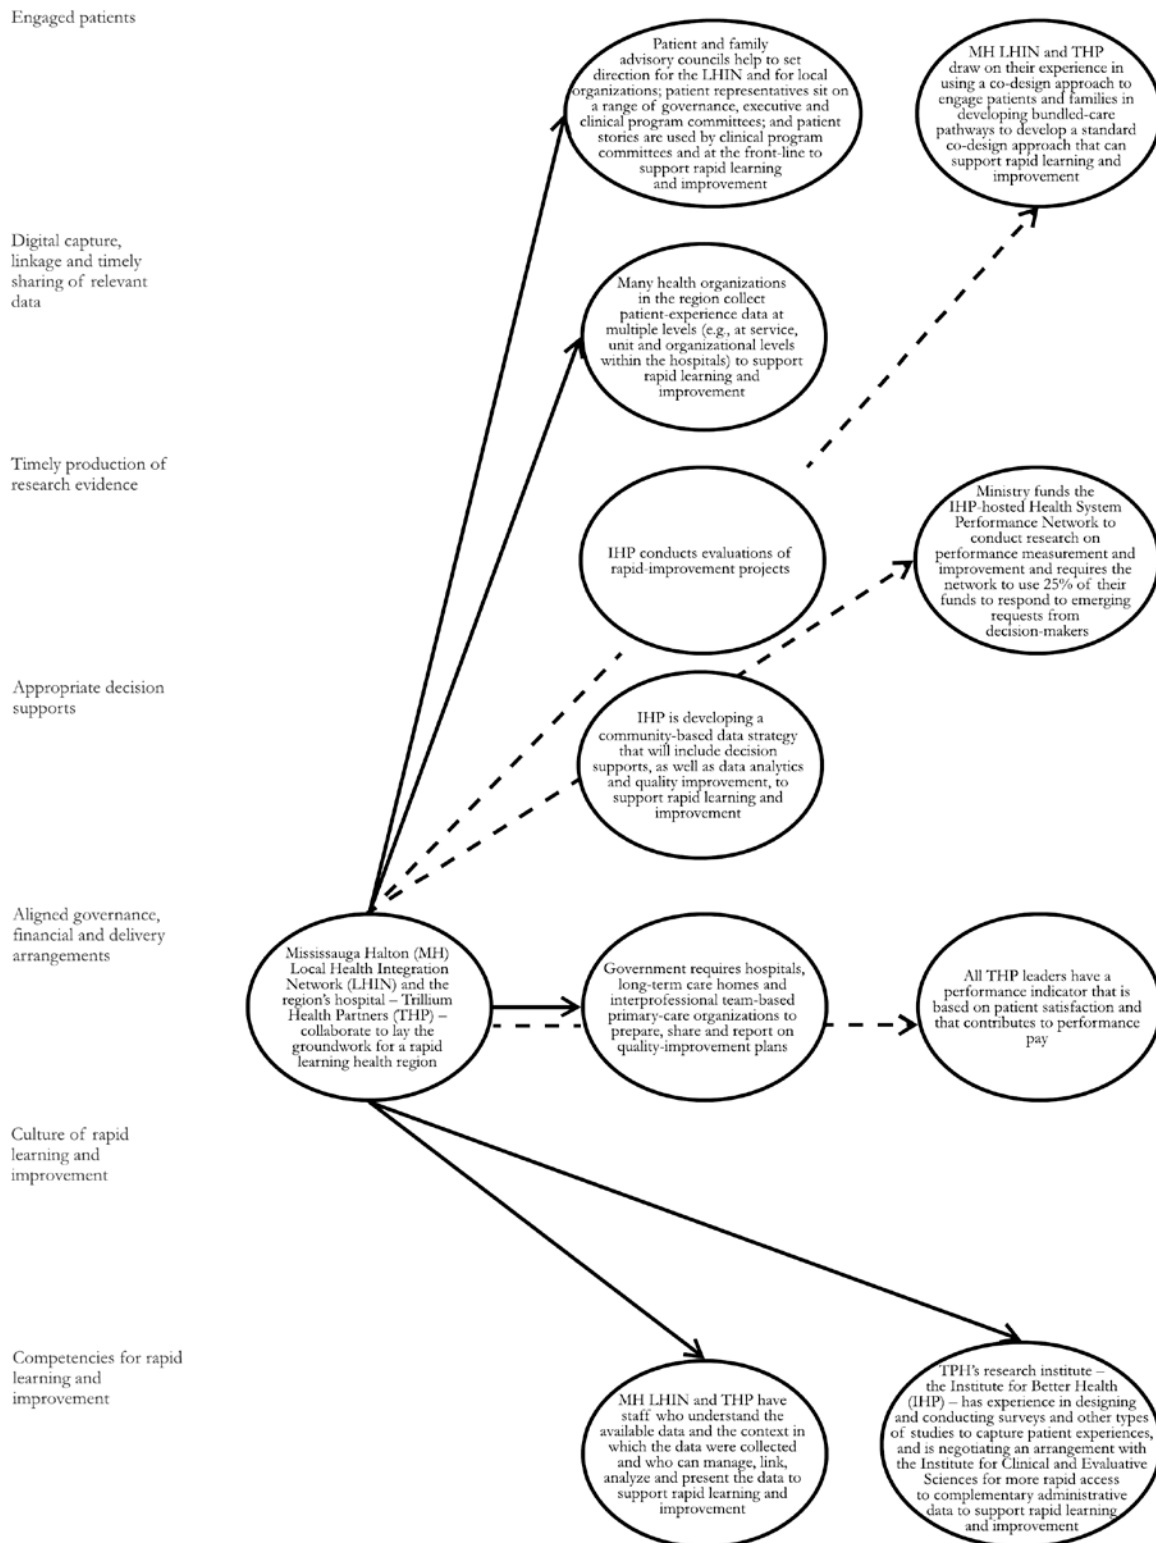 Engaged patients
Patient and family
advisory councils help to set
direction for the LHIN and for local
organizations; patient representatives sit on
a range of governance, executive and
clinical program committees; and patient
stories are used by clinical program
committees and at the front-line to
support rapid learning
and improvement
MH LHIN and THP
draw on their experience in
using a co-design approach to
engage patients and families in
developing bundled-care
pathways to develop a standard
co-design approach that can
support rapid learning and
improvement
Digital capture,
linkage and timely
sharing of relevant
data
Many health organizations
in the region collect
patient-experience data at
multiple levels (e.g., at service,
unit and organizational levels
within the hospitals) to support
rapid learning and
improvement
Timely production of
research evidence
IHP conducts evaluations of
rapid-improvement projects
Ministry funds the
IHP-hosted Health System
Performance Network to
conduct research on
performance measurement and
improvement and requires the
network to use 25% of their
funds to respond to emerging
requests from
decision-makers
Appropriate decision
supports
IHP is developing a
community-based data strategy
that will include decision
supports, as well as data analytics
and quality improvement, to
support rapid learning and
improvement
Aligned governance,
financial and delivery
arrangements
Mississauga Halton (MH)
Local Health Integration
Network (LHIN) and the
region's hospital – Trillium
Health Partners (THP) –
collaborate to lay the
groundwork for a rapid
learning health region
Government requires hospitals,
long-term care homes and
interprofessional team-based
primary-care organizations to
prepare, share and report on
quality-improvement plans
All THP leaders have a
performance indicator that is
based on patient satisfaction and
that contributes to performance
pay
Culture of rapid
learning and
improvement
Competencies for rapid
learning and
improvement
MH LHIN and THP have
staff who understand the
available data and the context in
which the data were collected
and who can manage, link,
analyze and present the data to
support rapid learning and
improvement
TPH's research institute –
the Institute for Better Health
(IHP) – has experience in designing
and conducting surveys and other types
of studies to capture patient experiences,
and is negotiating an arrangement with
the Institute for Clinical and Evaluative
Sciences for more rapid access
to complementary administrative
data to support rapid learning
and improvement